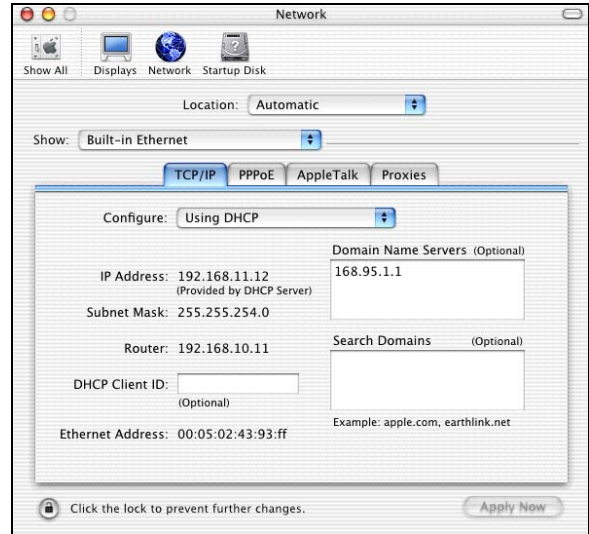 Network
Show All Displays Network Startup Disk
Location: Automatic
Show: Built-in Ethernet
TCP/IP PPPoE AppleTalk Proxies
Configure: Using DHCP
Domain Name Servers (Optional)
168.95.1.1
IP Address: 192.168.11.12
(Provided by DHCP Server)
Subnet Mask: 255.255.254.0
Router: 192.168.10.11
Search Domains (Optional)
DHCP Client ID:
(Optional)
Example: apple.com, earthlink.net
Ethernet Address: 00:05:02:43:93:ff
Click the lock to prevent further changes.
Apply Now